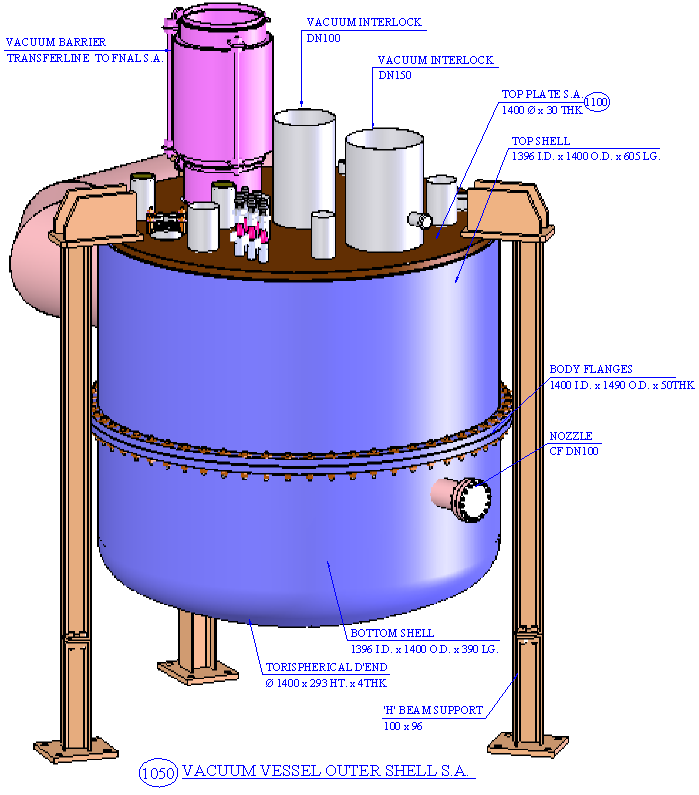 VACUUM INTERLOCK
DN100
VACUUM BARRIER
TRANSFERLINE TO FNAL S.A.
VACUUM INTERLOCK
DN150
TOP PLATE S.A.
1400 Ø x 30 THK
1100
TOP SHELL
1396 I.D. x 1400 O.D. x 605 LG.
BODY FLANGES
1400 I.D. x 1490 O.D. x 50THK
NOZZLE
CF DN100
BOTTOM SHELL
1396 I.D. x 1400 O.D. x 390 LG.
TORISPHERICAL D'END
Ø 1400 x 293 HT. x 4THK
'H' BEAM SUPPORT
100 x 96
1050 VACUUM VESSEL OUTER SHELL S.A.